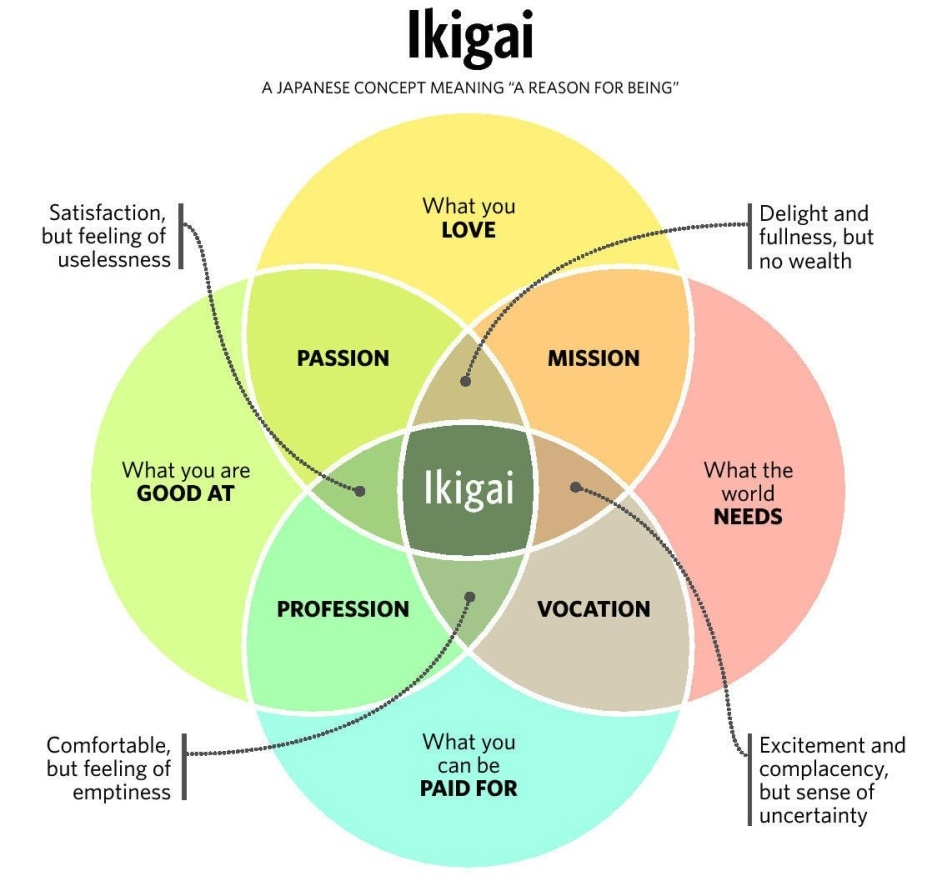 Ikigai
A JAPANESE CONCEPT MEANING “A REASON FOR BEING”
Satisfaction,
but feeling of
uselessness
What you
LOVE
Delight and
fullness, but
no wealth
PASSION
MISSION
What you are
GOOD AT
Ikigai
What the
world
NEEDS
PROFESSION
VOCATION
Comfortable,
but feeling of
emptiness
What you
can be
PAID FOR
Excitement and
complacency,
but sense of
uncertainty